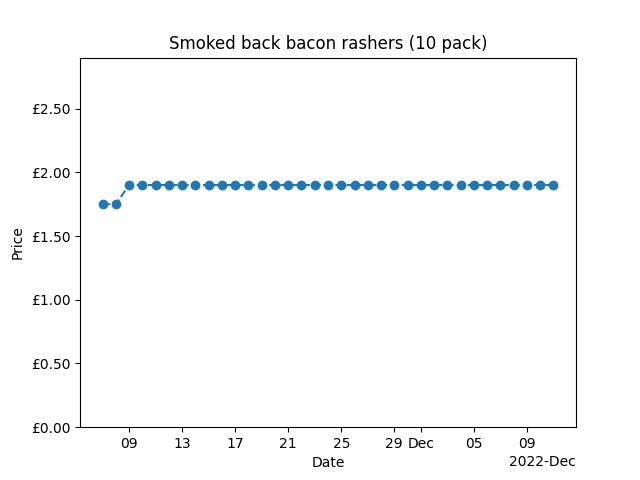 Smoked back bacon rashers (10 pack)
£2.50
£2.00
£1.50
£1.00
£0.50
£0.00
Price
09 13 17 21 25 29 Dec 05 09
Date
2022-Dec